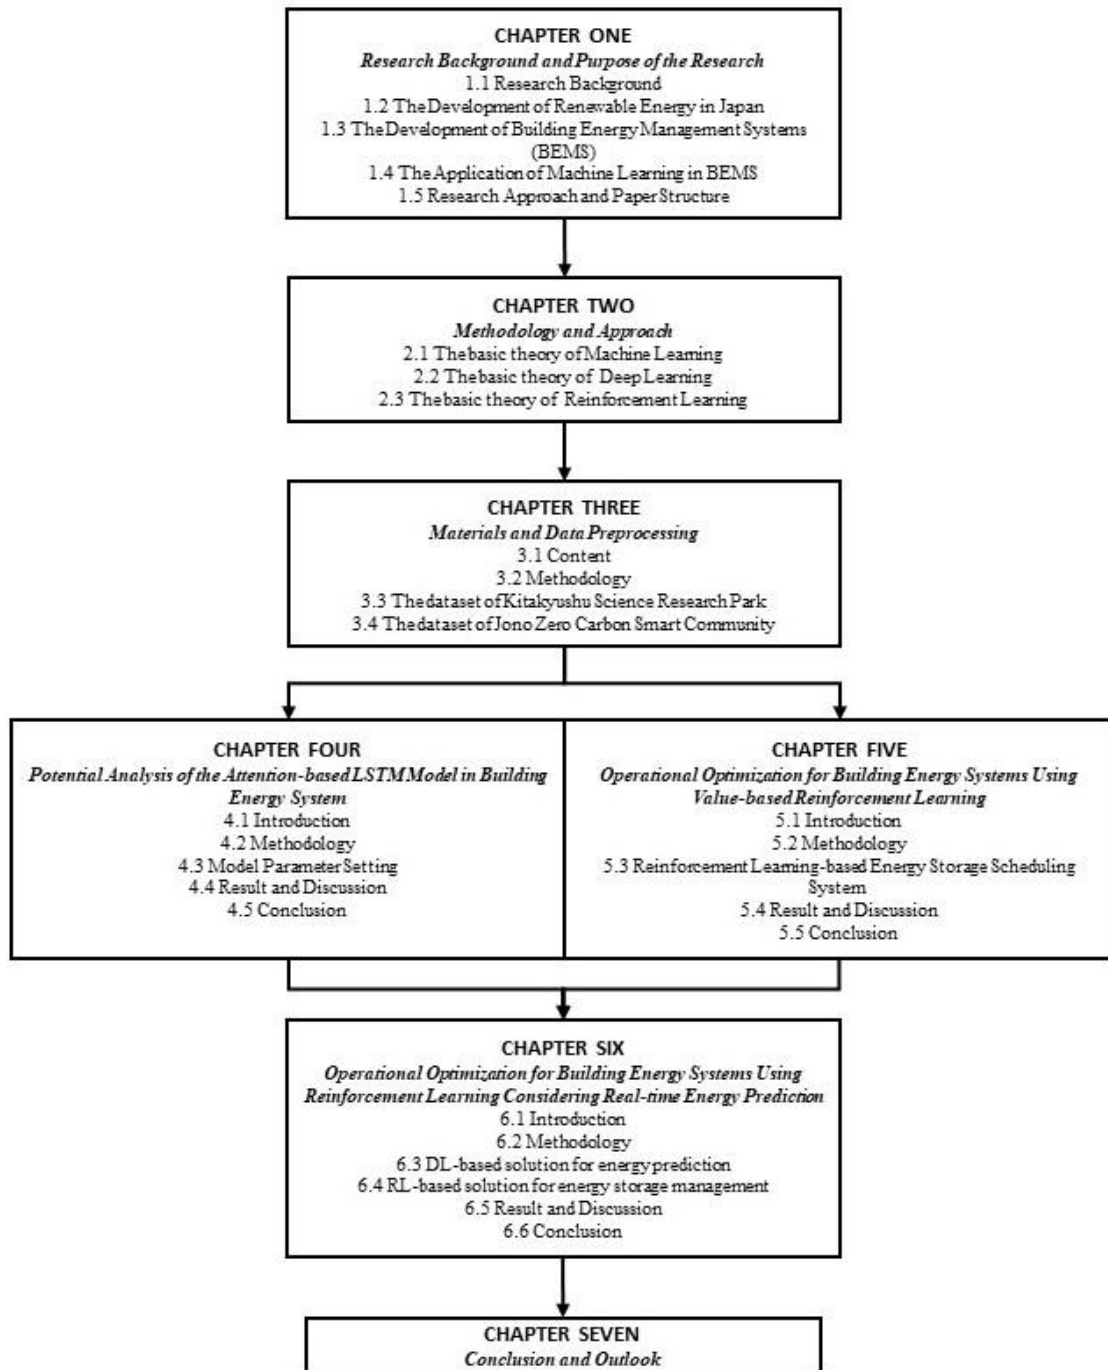 CHAPTER ONE
Research Background and Purpose of the Research
1.1 Research Background
1.2 The Development of Renewable Energy in Japan
1.3 The Development of Building Energy Management Systems
(BEMS)
1.4 The Application of Machine Learning in BEMS
1.5 Research Approach and Paper Structure
CHAPTER TWO
Methodology and Approach
2.1 The basic theory of Machine Learning
2.2 The basic theory of Deep Learning
2.3 The basic theory of Reinforcement Learning
CHAPTER THREE
Materials and Data Preprocessing
3.1 Content
3.2 Methodology
3.3 The dataset of Kitakyushu Science Research Park
3.4 The dataset of Jono Zero Carbon Smart Community
CHAPTER FOUR
Potential Analysis of the Attention-based LSTM Model in Building
Energy System
4.1 Introduction
4.2 Methodology
4.3 Model Parameter Setting
4.4 Result and Discussion
4.5 Conclusion
CHAPTER FIVE
Operational Optimization for Building Energy Systems Using
Value-based Reinforcement Learning
5.1 Introduction
5.2 Methodology
5.3 Reinforcement Learning-based Energy Storage Scheduling
System
5.4 Result and Discussion
5.5 Conclusion
CHAPTER SIX
Operational Optimization for Building Energy Systems Using
Reinforcement Learning Considering Real-time Energy Prediction
6.1 Introduction
6.2 Methodology
6.3 DL-based solution for energy prediction
6.4 RL-based solution for energy storage management
6.5 Result and Discussion
6.6 Conclusion
CHAPTER SEVEN
Conclusion and Outlook